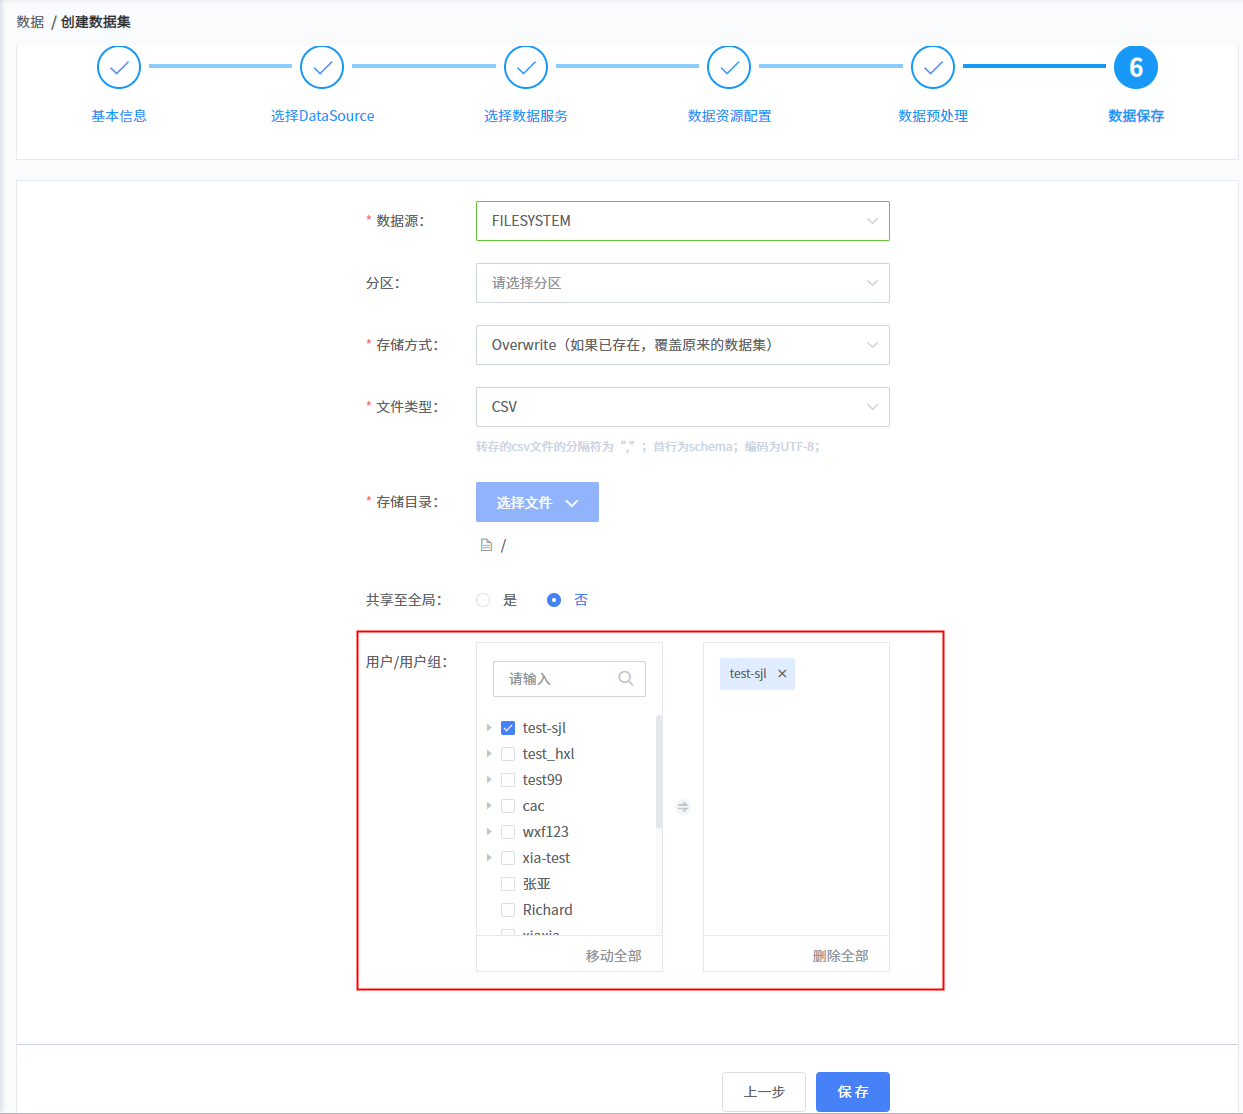 数据 / 创建数据集
6
基本信息
选择DataSource
选择数据服务
数据资源配置
数据预处理
数据保存
* 数据源：
FILESYSTEM
分区：
请选择分区
* 存储方式：
Overwrite（如果已存在，覆盖原来的数据集）
* 文件类型：
CSV
转存的csv文件的分隔符为“,”；首行为schema；编码为UTF-8；
* 存储目录：
选择文件
/
共享至全局：
是
否
用户/用户组：
请输入
test-sjl
test_hxl
test99
cac
wxf123
xia-test
张亚
Richard
xiaxia
移动全部
test-sjl ×
删除全部
上一步
保存